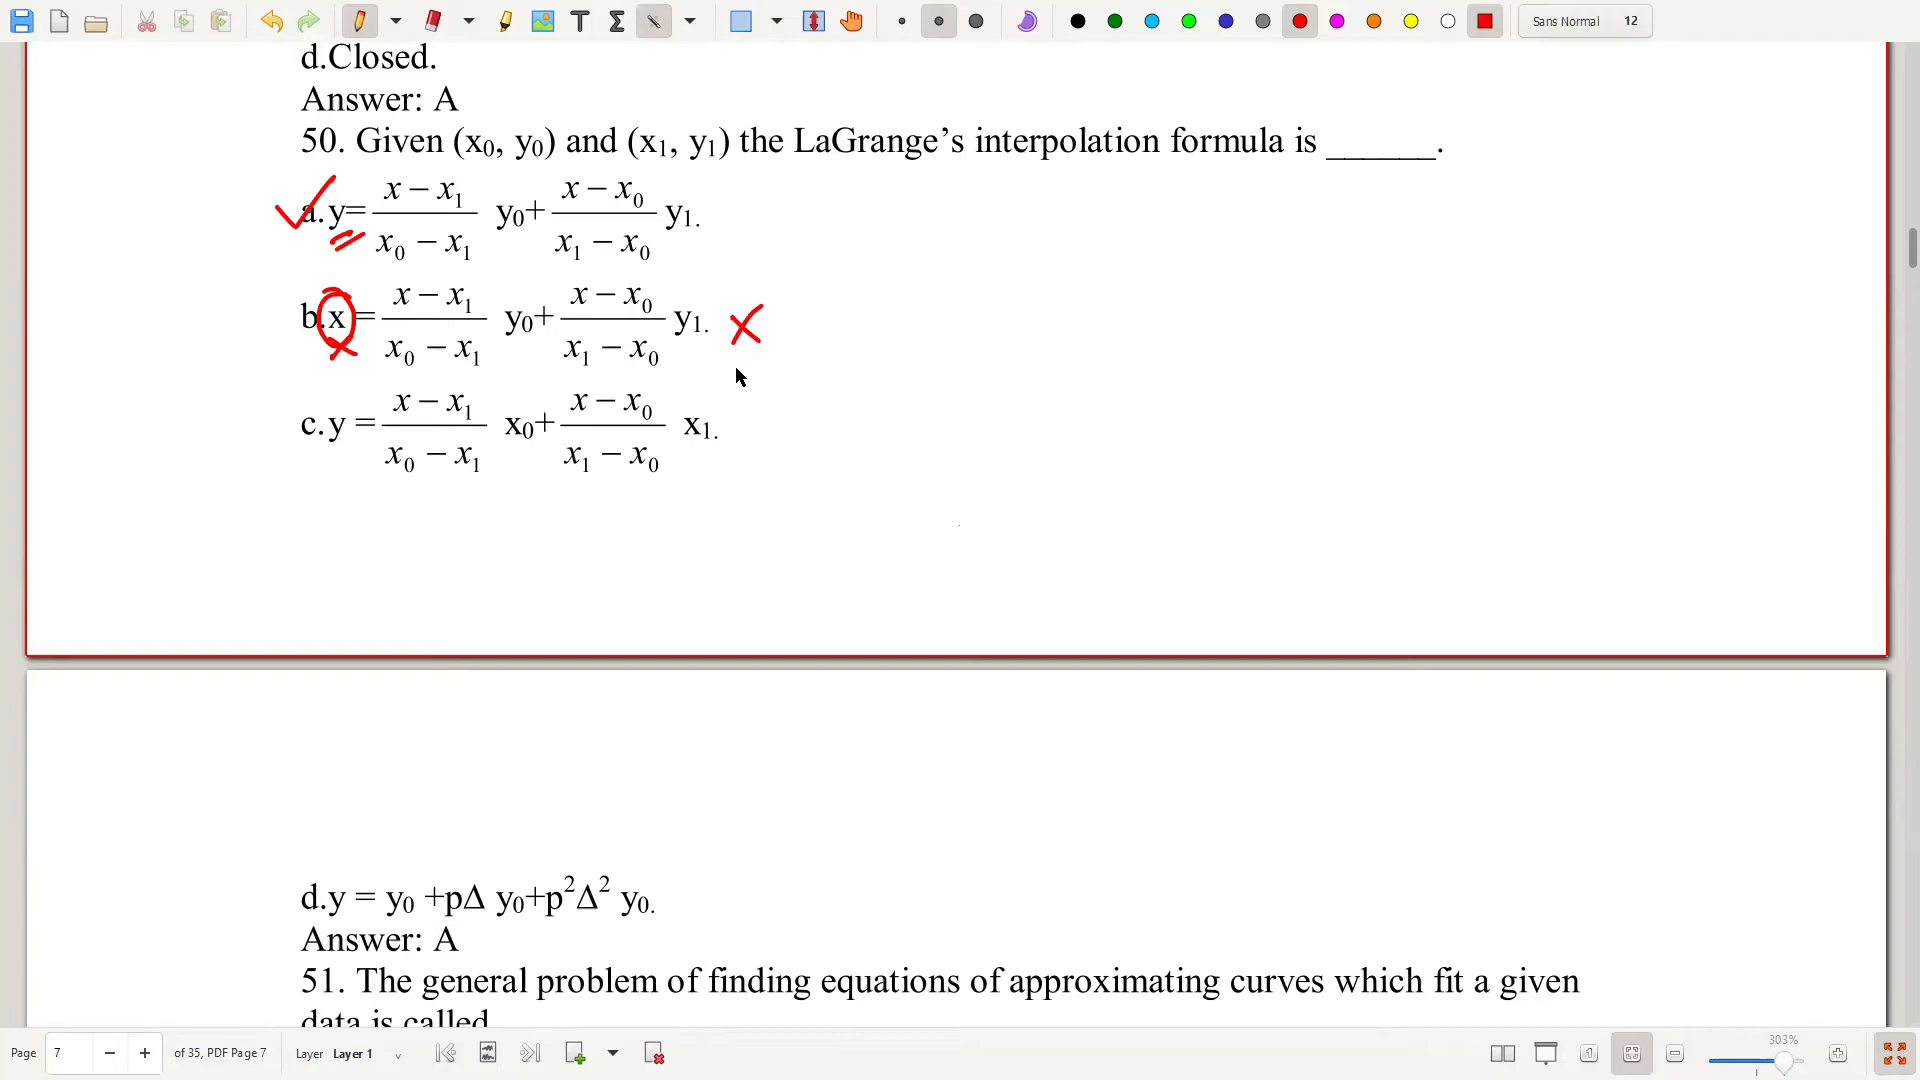 Sans Normal 12
d.Closed.
Answer: A
50. Given (x₀, y₀) and (x₁, y₁) the LaGrange’s interpolation formula is ______.
a.y= (x − x₁)/(x₀ − x₁) y₀+ (x − x₀)/(x₁ − x₀) y₁.
b.x = (x − x₁)/(x₀ − x₁) y₀+ (x − x₀)/(x₁ − x₀) y₁.
c.y = (x − x₁)/(x₀ − x₁) x₀+ (x − x₀)/(x₁ − x₀) x₁.
d.y = y₀ +pΔ y₀+p²Δ² y₀.
Answer: A
51. The general problem of finding equations of approximating curves which fit a given
data is called
Page 7 of 35, PDF Page 7 Layer Layer 1 303%